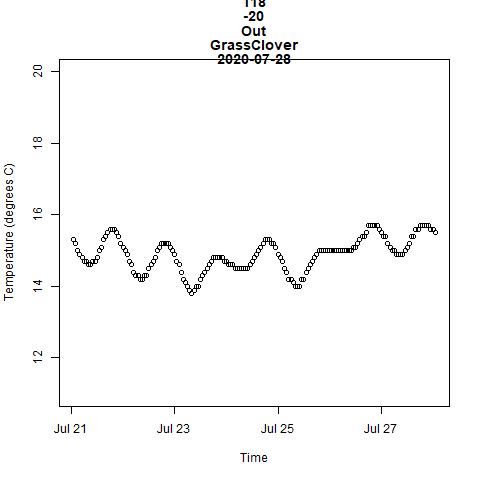 T18
-20
Out
GrassClover
2020-07-28
Temperature (degrees C)
20
18
16
14
12
Jul 21 Jul 23 Jul 25 Jul 27
Time